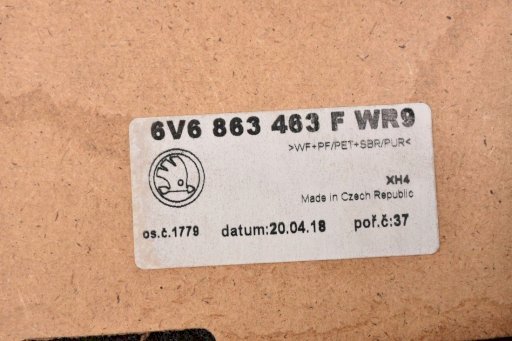 6V6 863 463 F WR9
>WF+PF/PET+SBR/PUR<
XH4
Made in Czech Republic
os.č.1779 datum:20.04.18 poř.č:37